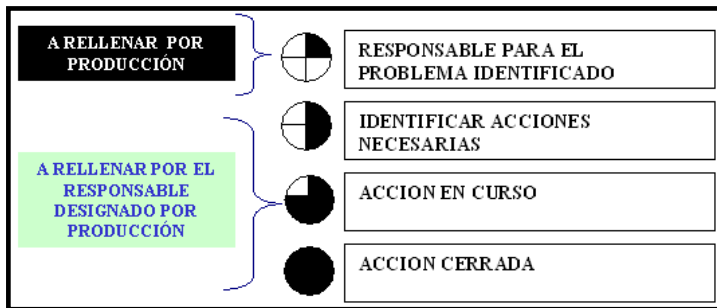 A RELLENAR POR
PRODUCCIÓN
RESPONSABLE PARA EL
PROBLEMA IDENTIFICADO
IDENTIFICAR ACCIONES
NECESARIAS
A RELLENAR POR EL
RESPONSABLE
DESIGNADO POR
PRODUCCIÓN
ACCION EN CURSO
ACCION CERRADA